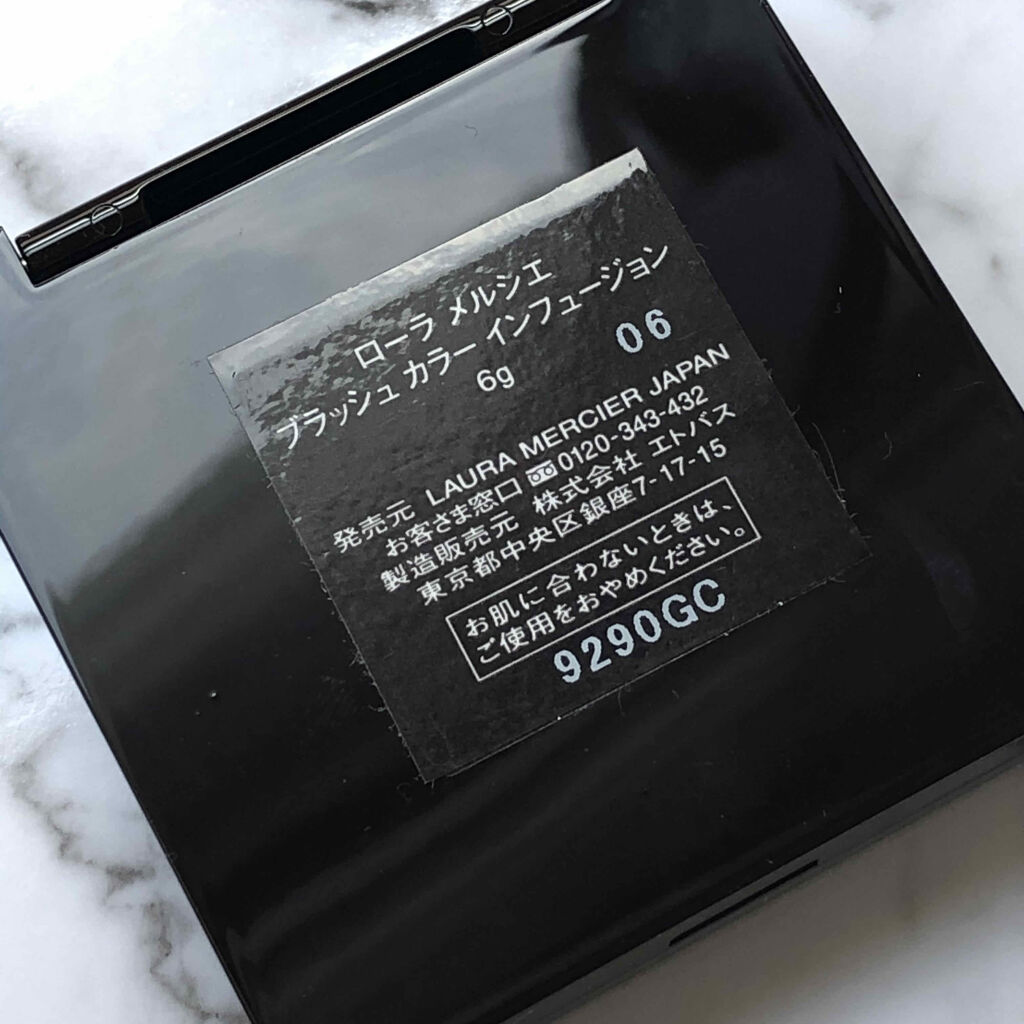 ローラ メルシエ
ブラッシュ カラー インフュージョン
6g 06
発売元 LAURA MERCIER JAPAN
お客さま窓口 0120-343-432
製造販売元 株式会社 エトバス
東京都中央区銀座7-17-15
お肌に合わないときは、
ご使用をおやめください。
9290GC